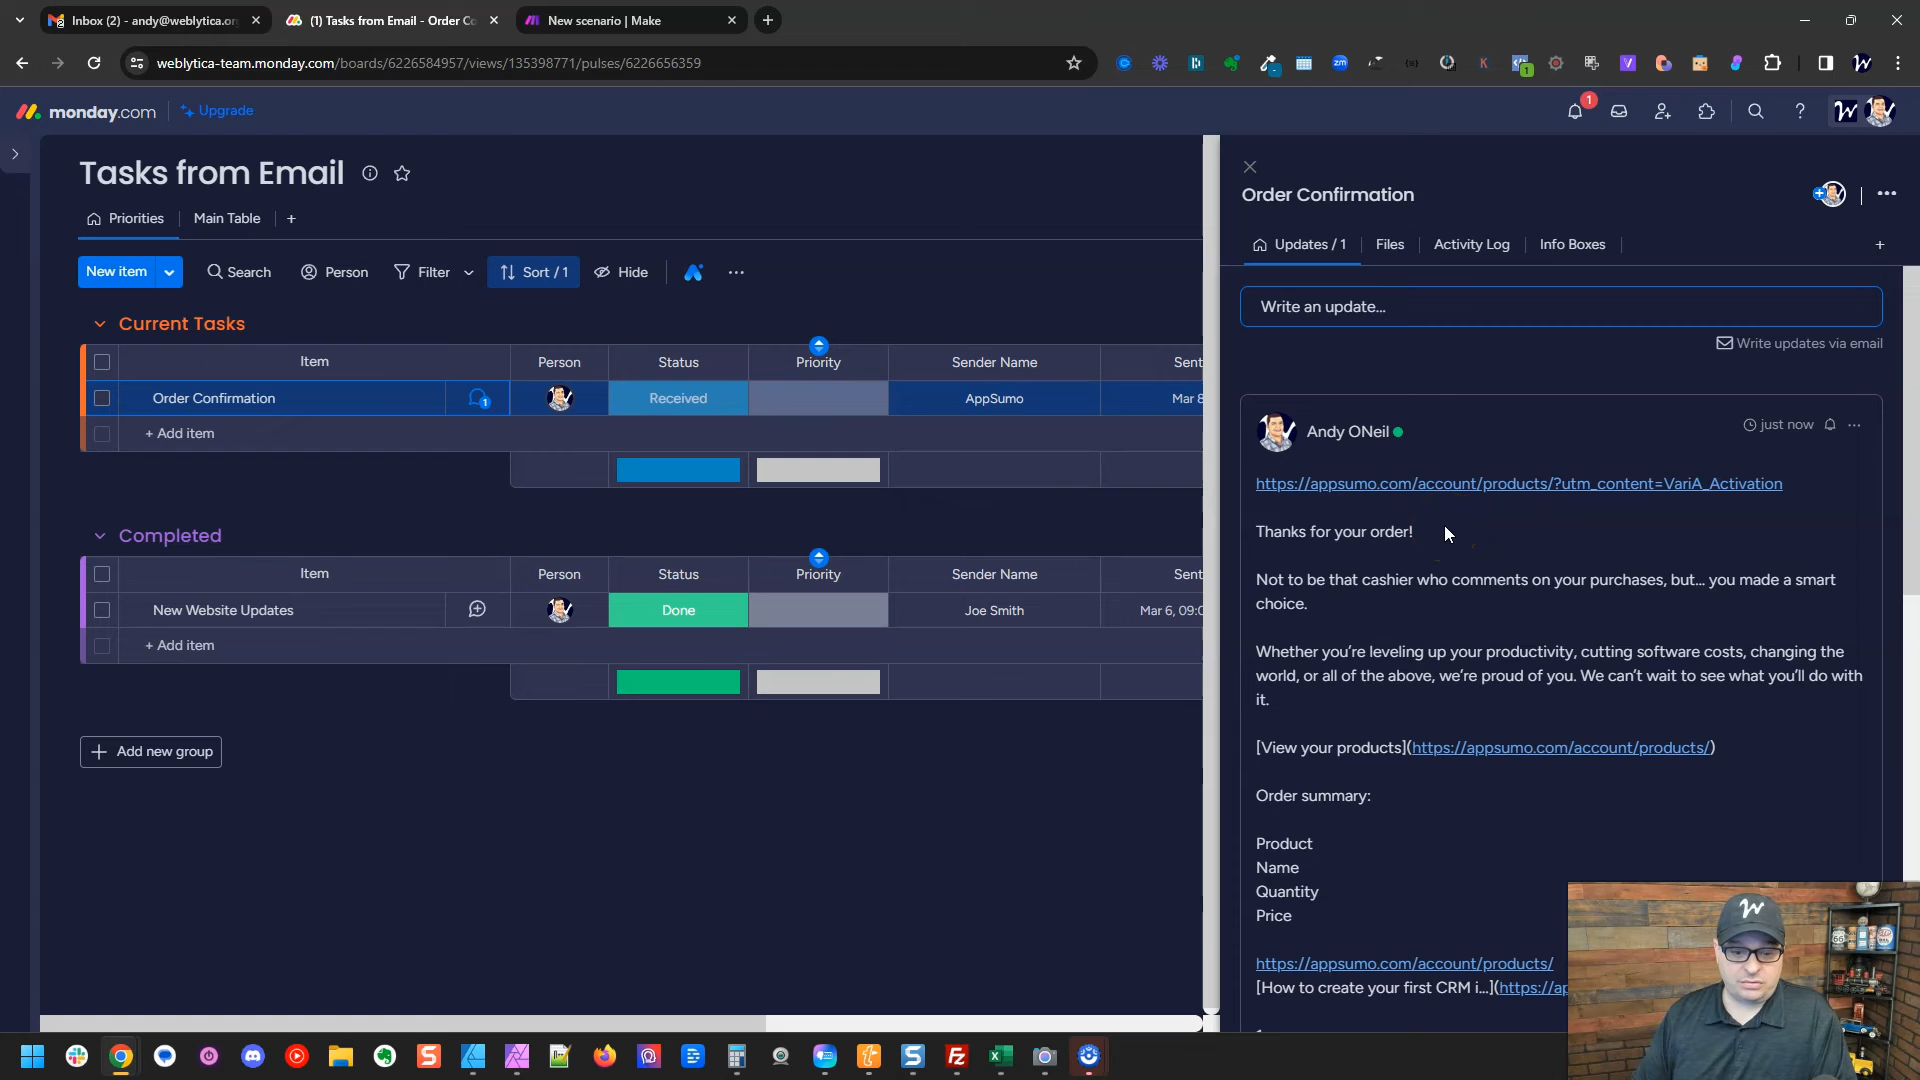 Inbox (2) - andy@weblytica.or
(1) Tasks from Email - Order Co
New scenario | Make
weblytica-team.monday.com/boards/6226584957/views/135398771/pulses/6226656359
monday.com
Upgrade
1
Tasks from Email
Priorities
Main Table
New item
Search
Person
Filter
Sort / 1
Hide
Current Tasks
Item
Person
Status
Priority
Sender Name
Sent
Order Confirmation
1
Received
AppSumo
Mar 8
+ Add item
Completed
Item
Person
Status
Priority
Sender Name
Sent
New Website Updates
Done
Joe Smith
Mar 6, 09:0
+ Add item
Add new group
Order Confirmation
Updates / 1
Files
Activity Log
Info Boxes
Write an update...
Write updates via email
Andy ONeil
just now
https://appsumo.com/account/products/?utm_content=VariA_Activation
Thanks for your order!
Not to be that cashier who comments on your purchases, but... you made a smart
choice.
Whether you’re leveling up your productivity, cutting software costs, changing the
world, or all of the above, we’re proud of you. We can’t wait to see what you’ll do with
it.
[View your products](https://appsumo.com/account/products/)
Order summary:
Product
Name
Quantity
Price
https://appsumo.com/account/products/
[How to create your first CRM i...](https://ap